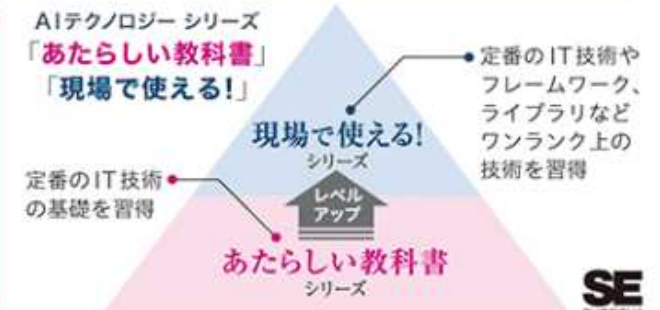 AIテクノロジー シリーズ
「あたらしい教科書」
「現場で使える!」
定番のIT技術や
フレームワーク、
ライブラリなど
ワンランク上の
技術を習得
現場で使える!
シリーズ
定番のIT技術
の基礎を習得
レベル
アップ
あたらしい教科書
シリーズ
SE